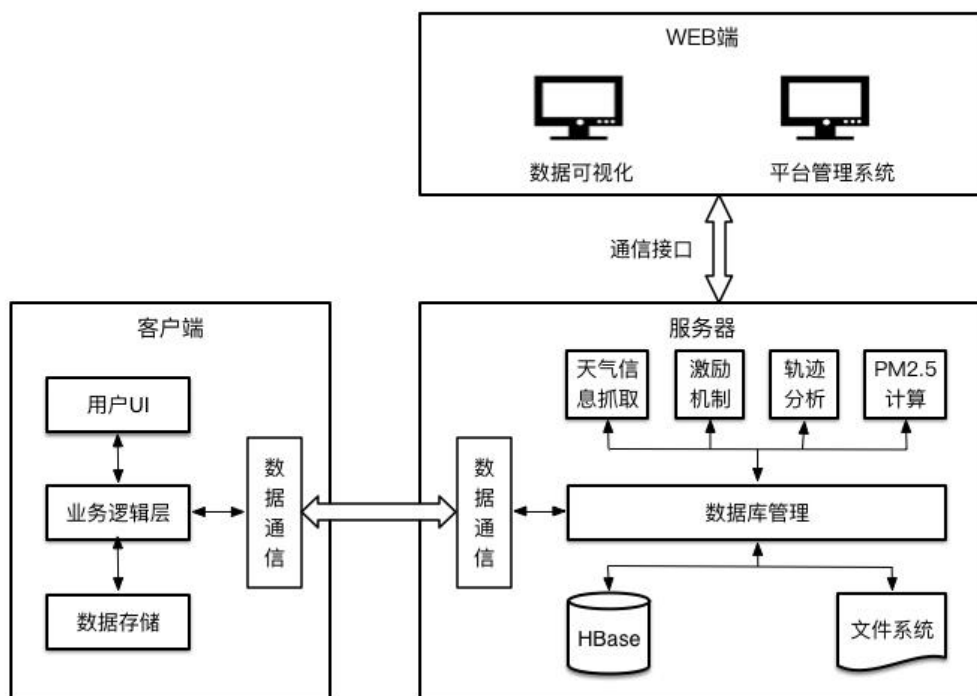 WEB端
数据可视化
平台管理系统
通信接口
客户端
用户UI
业务逻辑层
数据存储
数
据
通
信
服务器
天气信
息抓取
激励
机制
轨迹
分析
PM2.5
计算
数
据
通
信
数据库管理
HBase
文件系统